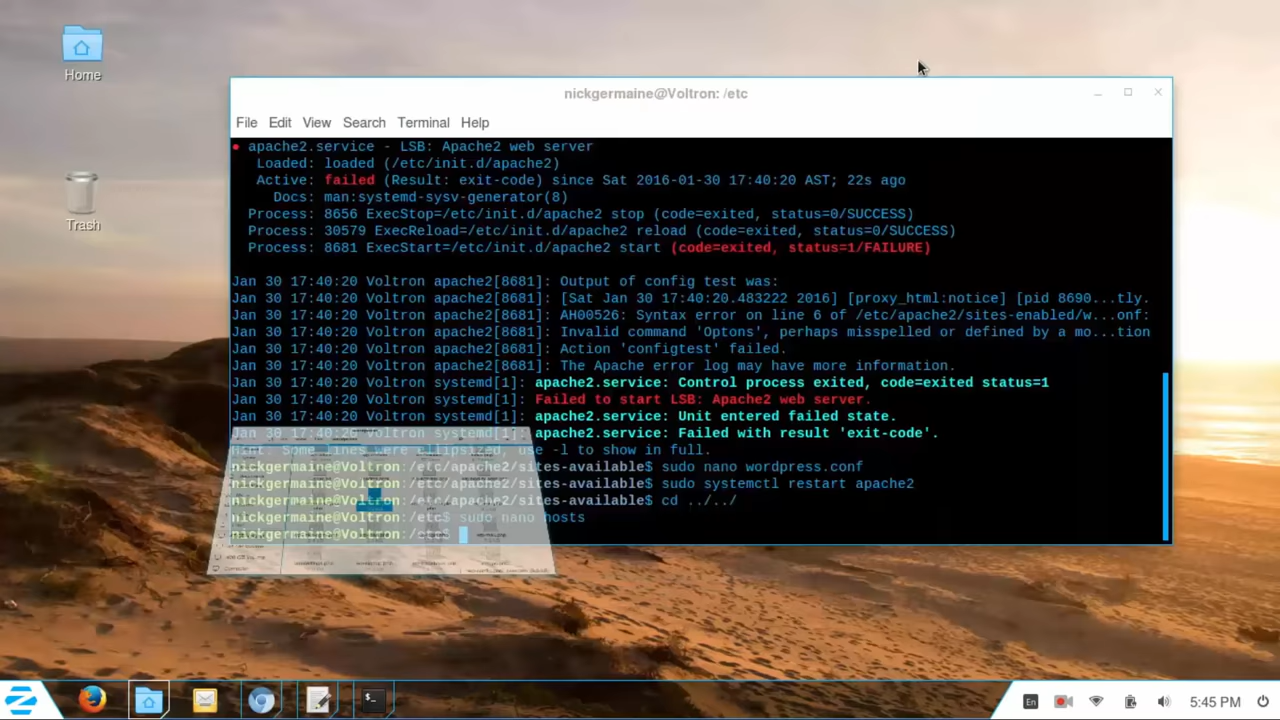 Home
Trash
nickgermaine@Voltron: /etc
File Edit View Search Terminal Help
● apache2.service - LSB: Apache2 web server
Loaded: loaded (/etc/init.d/apache2)
Active: failed (Result: exit-code) since Sat 2016-01-30 17:40:20 AST; 22s ago
Docs: man:systemd-sysv-generator(8)
Process: 8656 ExecStop=/etc/init.d/apache2 stop (code=exited, status=0/SUCCESS)
Process: 30579 ExecReload=/etc/init.d/apache2 reload (code=exited, status=0/SUCCESS)
Process: 8681 ExecStart=/etc/init.d/apache2 start (code=exited, status=1/FAILURE)
Jan 30 17:40:20 Voltron apache2[8681]: Output of config test was:
Jan 30 17:40:20 Voltron apache2[8681]: [Sat Jan 30 17:40:20.483222 2016] [proxy_html:notice] [pid 8690...tly.
Jan 30 17:40:20 Voltron apache2[8681]: AH00526: Syntax error on line 6 of /etc/apache2/sites-enabled/w...onf:
Jan 30 17:40:20 Voltron apache2[8681]: Invalid command 'Optons', perhaps misspelled or defined by a mo...tion
Jan 30 17:40:20 Voltron apache2[8681]: Action 'configtest' failed.
Jan 30 17:40:20 Voltron apache2[8681]: The Apache error log may have more information.
Jan 30 17:40:20 Voltron systemd[1]: apache2.service: Control process exited, code=exited status=1
Jan 30 17:40:20 Voltron systemd[1]: Failed to start LSB: Apache2 web server.
Jan 30 17:40:20 Voltron systemd[1]: apache2.service: Unit entered failed state.
Jan 30 17:40:20 Voltron systemd[1]: apache2.service: Failed with result 'exit-code'.
Hint: Some lines were ellipsized, use -l to show in full.
nickgermaine@Voltron:/etc/apache2/sites-available$ sudo nano wordpress.conf
nickgermaine@Voltron:/etc/apache2/sites-available$ sudo systemctl restart apache2
nickgermaine@Voltron:/etc/apache2/sites-available$ cd ../../
nickgermaine@Voltron:/etc$ sudo nano hosts
nickgermaine@Voltron:/etc$
En
5:45 PM